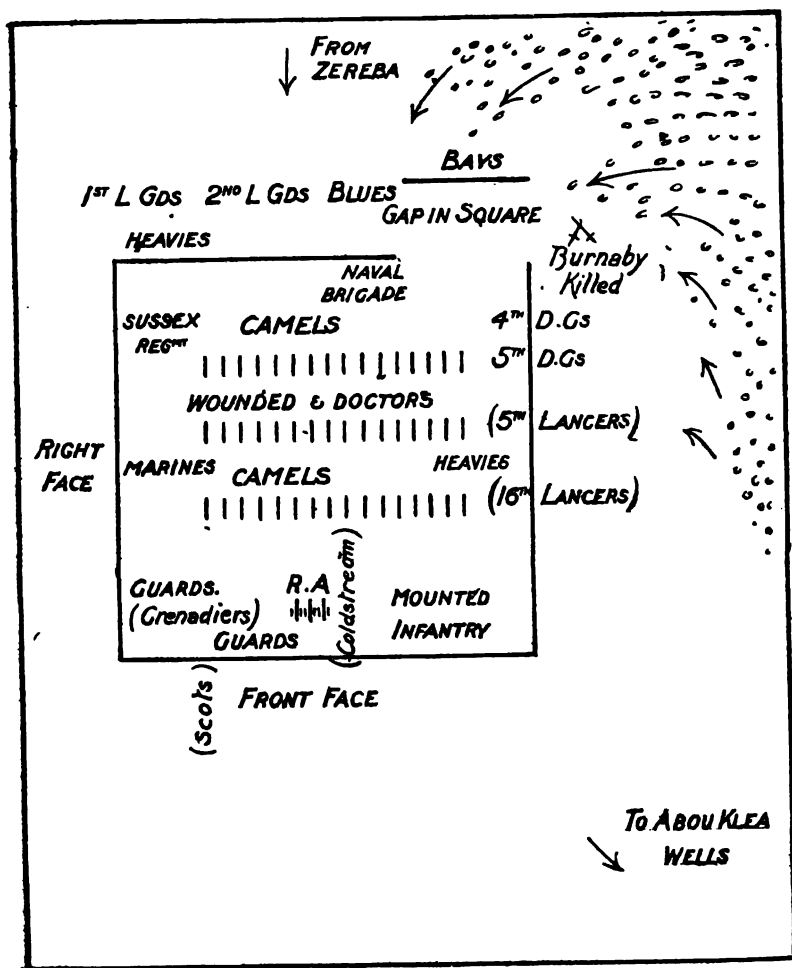 FROM
ZEREBA
BAYS
1ST L GDS 2ND L GDS BLUES
GAP IN SQUARE
HEAVIES
Burnaby
Killed
NAVAL
BRIGADE
SUSSEX
REGMT
CAMELS
4TH D.GS
5TH D.GS
WOUNDED & DOCTORS
(5TH LANCERS)
RIGHT
FACE
MARINES
HEAVIES
CAMELS
(16TH LANCERS)
GUARDS.
(Grenadiers)
R.A
(Coldstream)
MOUNTED
INFANTRY
GUARDS
(Scots)
FRONT FACE
TO ABOU KLEA
WELLS